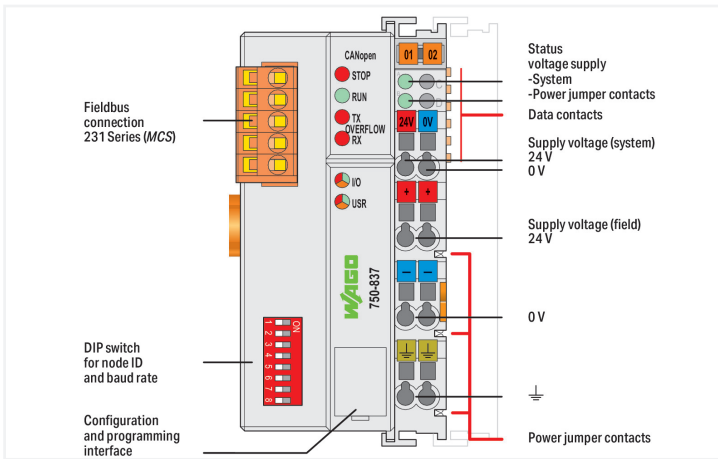 Fieldbus
connection
231 Series (MCS)
DIP switch
for node ID
and baud rate
Configuration
and programming
interface
CANopen
STOP
RUN
TX
OVERFLOW
RX
I/O
USR
WAGO
750-837
ON
1
2
3
4
5
6
7
8
01 02
C
D
24V 0V
+ +
— —
Status
voltage supply
-System
-Power jumper contacts
Data contacts
Supply voltage (system)
24 V
0 V
Supply voltage (field)
24 V
0 V
Power jumper contacts